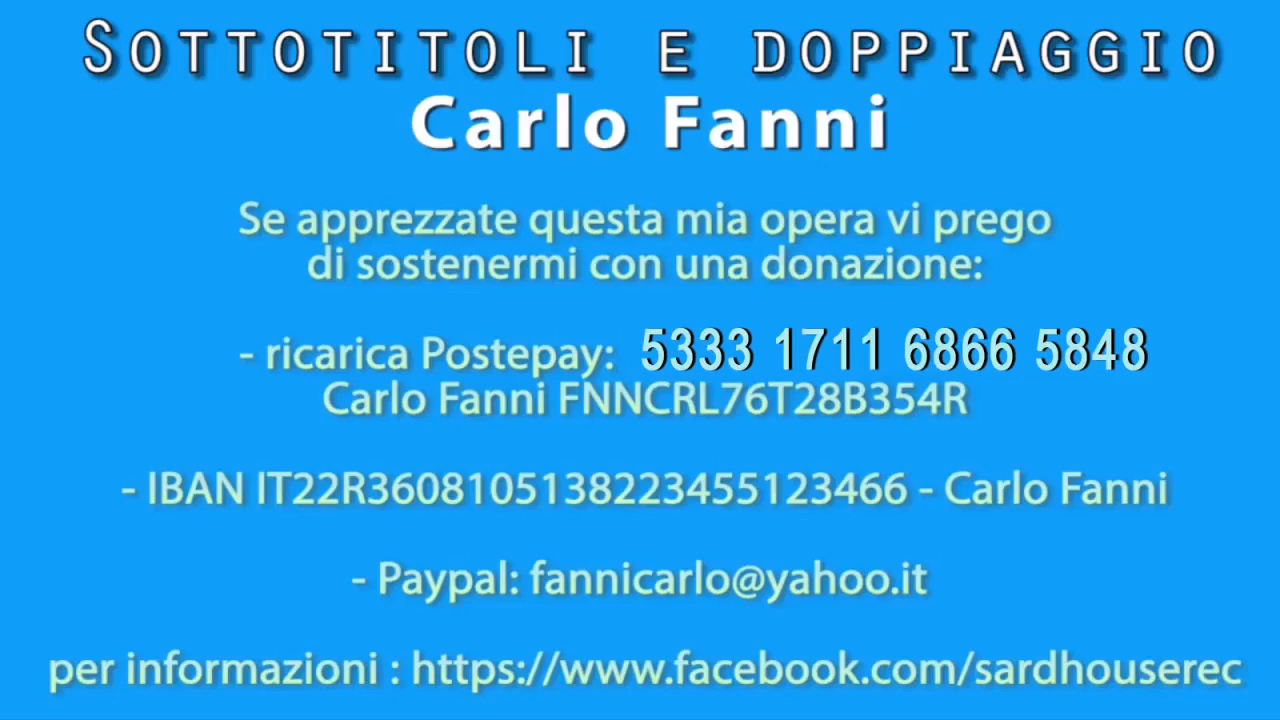 SOTTOTITOLI E DOPPIAGGIO
Carlo Fanni
Se apprezzate questa mia opera vi prego
di sostenermi con una donazione:
- ricarica Postepay: 5333 1711 6866 5848
Carlo Fanni FNNCRL76T28B354R
- IBAN IT22R3608105138223455123466 - Carlo Fanni
- Paypal: fannicarlo@yahoo.it
per informazioni : https://www.facebook.com/sardhouserec